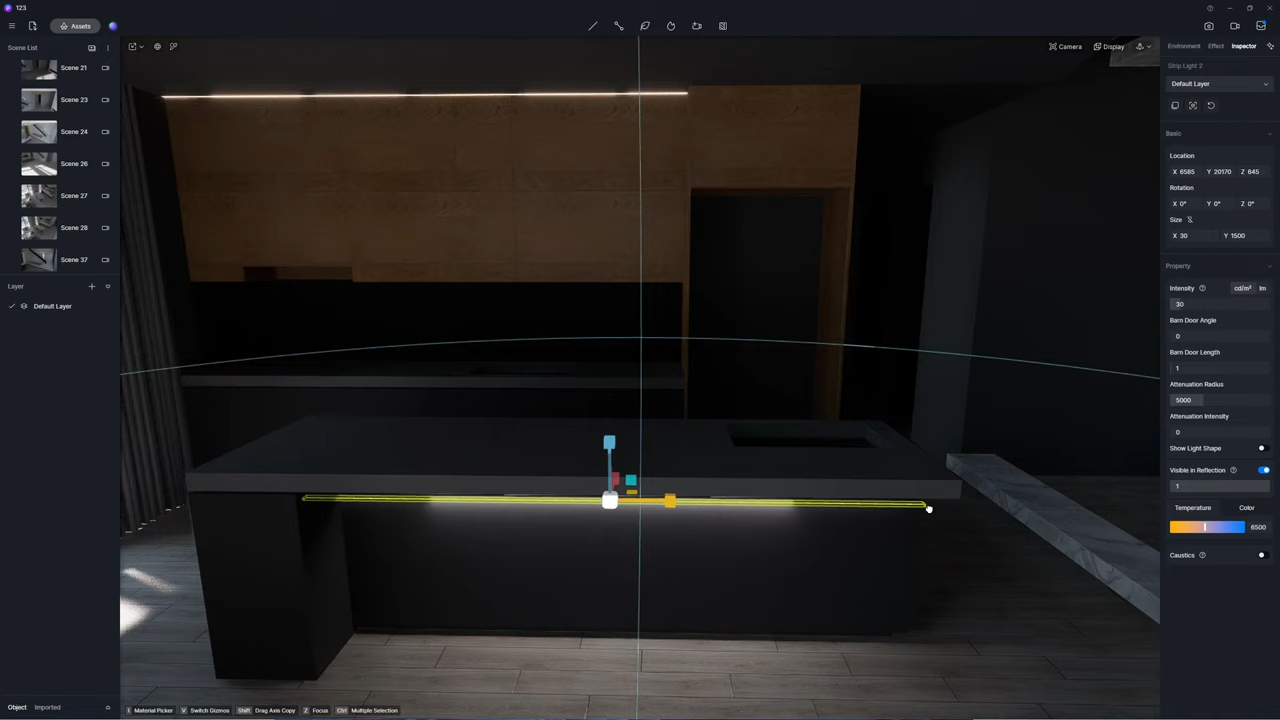 123
Assets
Scene List
Scene 21
Scene 23
Scene 24
Scene 26
Scene 27
Scene 28
Scene 37
Layer
Default Layer
Object Imported
Camera Display
I Material Picker V Switch Gizmos Shift Drag Axis Copy Z Focus Ctrl Multiple Selection
Environment Effect Inspector
Strip Light 2
Default Layer
Basic
Location
X 6585 Y 20170 Z 645
Rotation
X 0° Y 0° Z 0°
Size
X 30 Y 1500
Property
Intensity cd/m² lm
30
Barn Door Angle
0
Barn Door Length
1
Attenuation Radius
5000
Attenuation Intensity
0
Show Light Shape
Visible in Reflection
1
Temperature Color
6500
Caustics